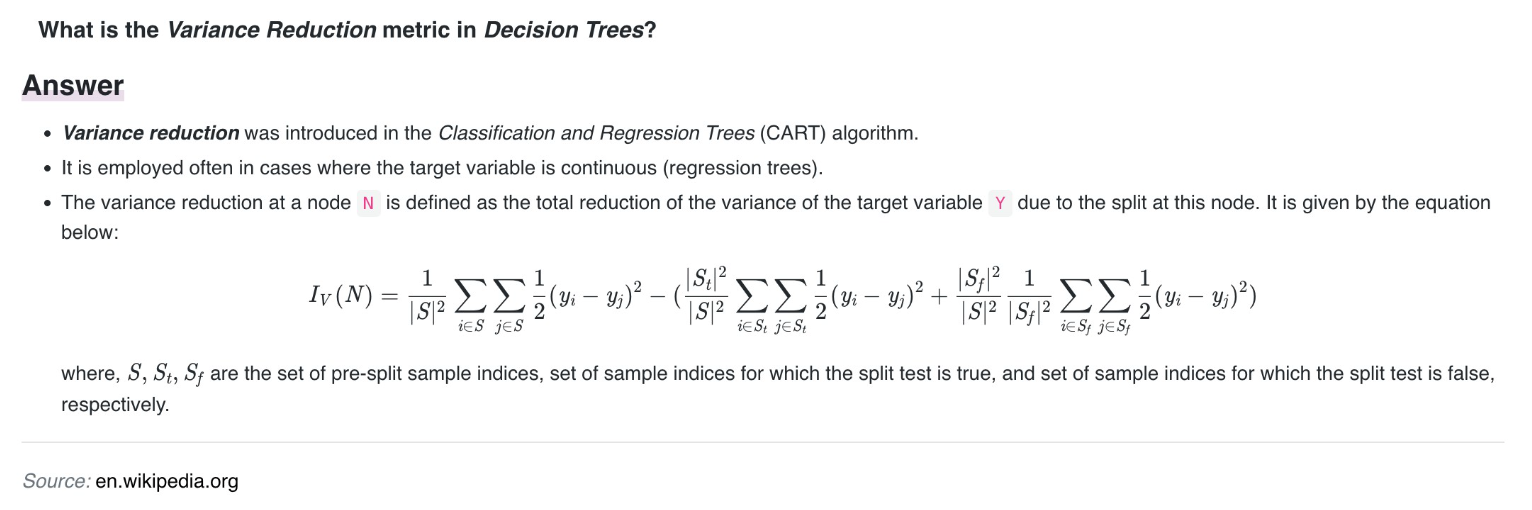 What is the Variance Reduction metric in Decision Trees?
Answer
• Variance reduction was introduced in the Classification and Regression Trees (CART) algorithm.
• It is employed often in cases where the target variable is continuous (regression trees).
• The variance reduction at a node N is defined as the total reduction of the variance of the target variable Y due to the split at this node. It is given by the equation
below:
$I_V(N) = \frac{1}{|S|^2} \sum_{i \in S} \sum_{j \in S} \frac{1}{2}(y_i - y_j)^2 - (\frac{|S_t|^2}{|S|^2} \sum_{i \in S_t} \sum_{j \in S_t} \frac{1}{2}(y_i - y_j)^2 + \frac{|S_f|^2}{|S|^2} \frac{1}{|S_f|^2} \sum_{i \in S_f} \sum_{j \in S_f} \frac{1}{2}(y_i - y_j)^2)$
where, $S, S_t, S_f$ are the set of pre-split sample indices, set of sample indices for which the split test is true, and set of sample indices for which the split test is false,
respectively.
Source: en.wikipedia.org